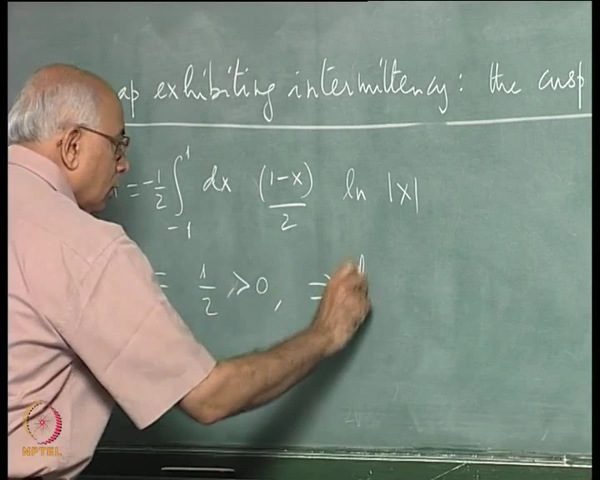 ap exhibiting intermittency: the cusp
= -1/2 ∫_{-1}^{1} dx (1-x)/2 ln |x|
= 1/2 > 0, ⇒
NPTEL